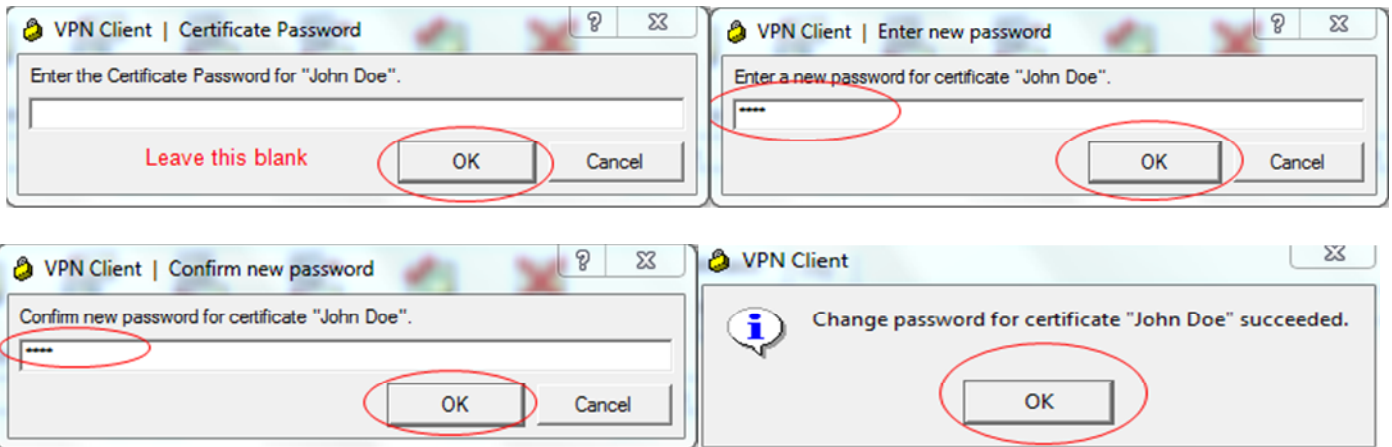 VPN Client | Certificate Password
Enter the Certificate Password for "John Doe".
Leave this blank
OK
Cancel
VPN Client | Enter new password
Enter a new password for certificate "John Doe".
****
OK
Cancel
VPN Client | Confirm new password
Confirm new password for certificate "John Doe".
****
OK
Cancel
VPN Client
Change password for certificate "John Doe" succeeded.
OK